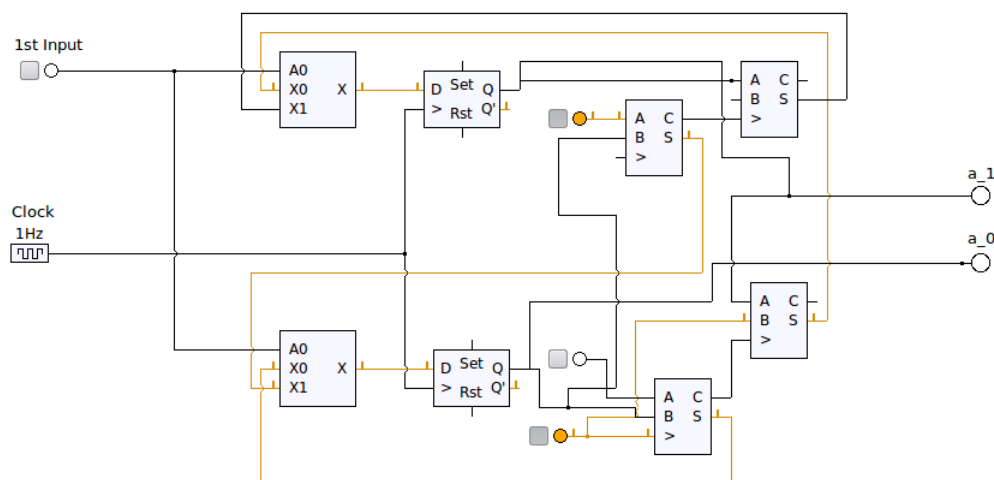 1st Input
A0
X0 X
X1
Set
D Q
> Q'
Rst
A C
B S
>
A C
B S
>
a_1
Clock
1Hz
a_0
A C
B S
>
A0
X0 X
X1
Set
D Q
> Q'
Rst
A C
B S
>